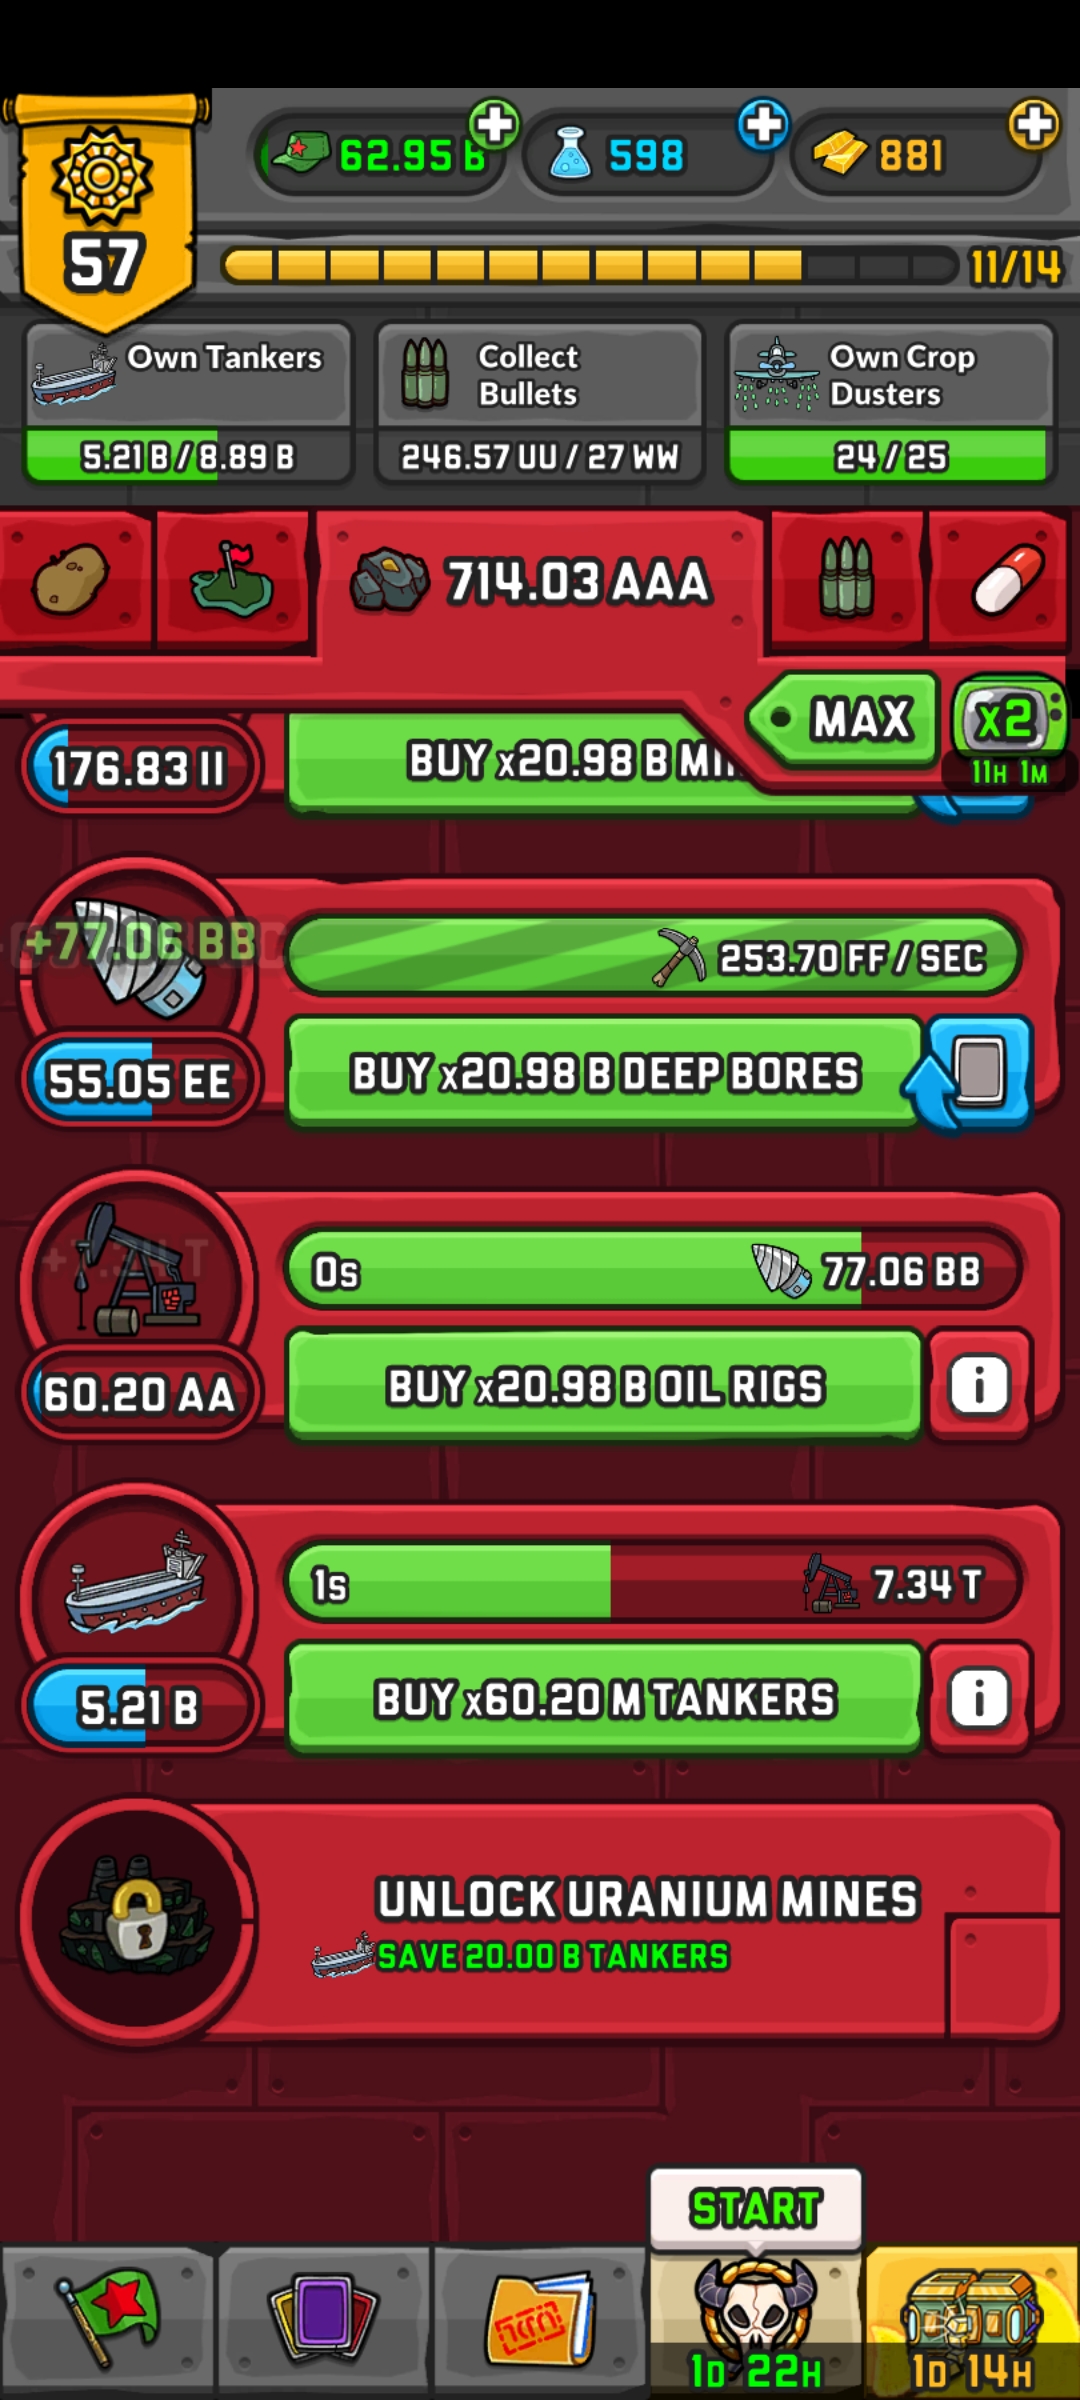 62.95 B
598
881
57
11/14
Own Tankers
5.21 B / 8.89 B
Collect
Bullets
246.57 UU / 27 WW
Own Crop
Dusters
24 / 25
714.03 AAA
MAX
x2
11H 1M
176.83 II
BUY x20.98 B
+77.06 BB
253.70 FF / SEC
55.05 EE
BUY x20.98 B DEEP BORES
+7.34 T
0s
77.06 BB
60.20 AA
BUY x20.98 B OIL RIGS
i
1s
7.34 T
5.21 B
BUY x60.20 M TANKERS
i
UNLOCK URANIUM MINES
SAVE 20.00 B TANKERS
START
1D 22H
1D 14H